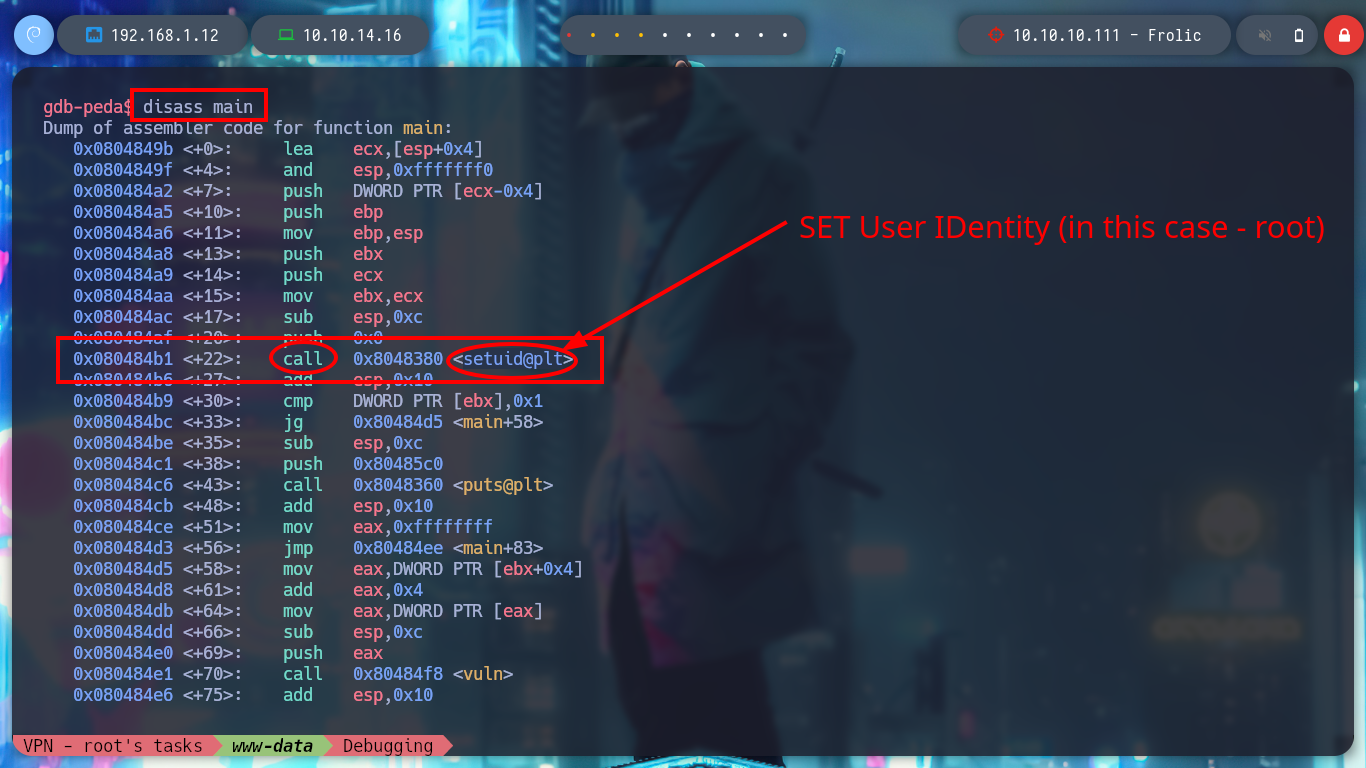 192.168.1.12
10.10.14.16
10.10.10.111 - Frolic
gdb-peda$ disass main
Dump of assembler code for function main:
0x0804849b <+0>: lea ecx,[esp+0x4]
0x0804849f <+4>: and esp,0xfffffff0
0x080484a2 <+7>: push DWORD PTR [ecx-0x4]
0x080484a5 <+10>: push ebp
0x080484a6 <+11>: mov ebp,esp
0x080484a8 <+13>: push ebx
SET User IDentity (in this case - root)
0x080484a9 <+14>: push ecx
0x080484aa <+15>: mov ebx,ecx
0x080484ac <+17>: sub esp,0xc
0x080484af <+20>: push 0x0
0x080484b1 <+22>: call 0x8048380 <setuid@plt>
0x080484b6 <+27>: add esp,0x10
0x080484b9 <+30>: cmp DWORD PTR [ebx],0x1
0x080484bc <+33>: jg 0x80484d5 <main+58>
0x080484be <+35>: sub esp,0xc
0x080484c1 <+38>: push 0x80485c0
0x080484c6 <+43>: call 0x8048360 <puts@plt>
0x080484cb <+48>: add esp,0x10
0x080484ce <+51>: mov eax,0xffffffff
0x080484d3 <+56>: jmp 0x80484ee <main+83>
0x080484d5 <+58>: mov eax,DWORD PTR [ebx+0x4]
0x080484d8 <+61>: add eax,0x4
0x080484db <+64>: mov eax,DWORD PTR [eax]
0x080484dd <+66>: sub esp,0xc
0x080484e0 <+69>: push eax
0x080484e1 <+70>: call 0x80484f8 <vuln>
0x080484e6 <+75>: add esp,0x10
VPN - root's tasks www-data Debugging